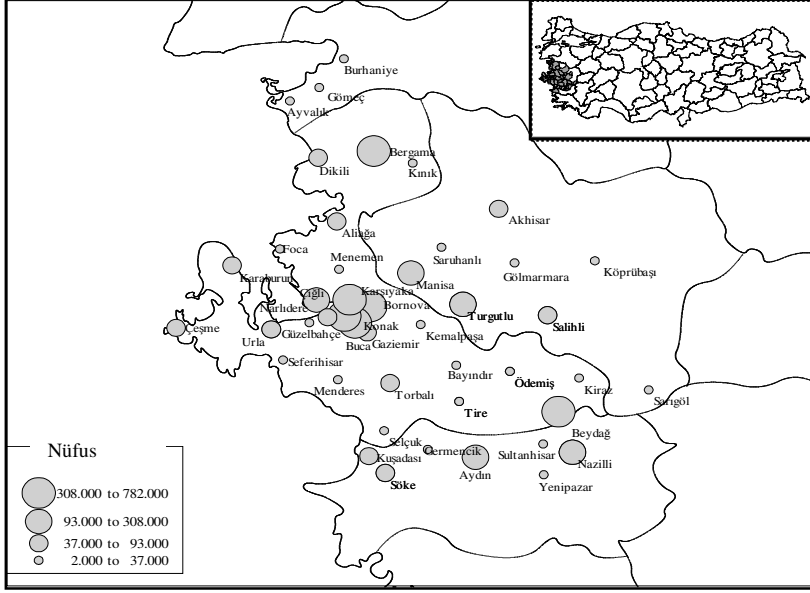 Burhaniye
Gömeç
Ayvalık
Bergama
Dikili
Kınık
Akhisar
Aliağa
Foca
Saruhanlı
Menemen
Gölmarmara
Köprübaşı
Karaburun
Manisa
Çiğli
Karsıyaka
Bornova
Narlıdere
Turgutlu
Salihli
Çeşme
Güzelbahçe
Konak
Urla
Buca
Gaziemir
Kemalpaşa
Seferihisar
Bayındır
Ödemiş
Kiraz
Menderes
Torbalı
Sarıgöl
Tire
Beydağ
Selçuk
Germencik
Sultanhisar
Kuşadası
Aydın
Nazilli
Söke
Yenipazar
Nüfus
308.000 to 782.000
93.000 to 308.000
37.000 to 93.000
2.000 to 37.000